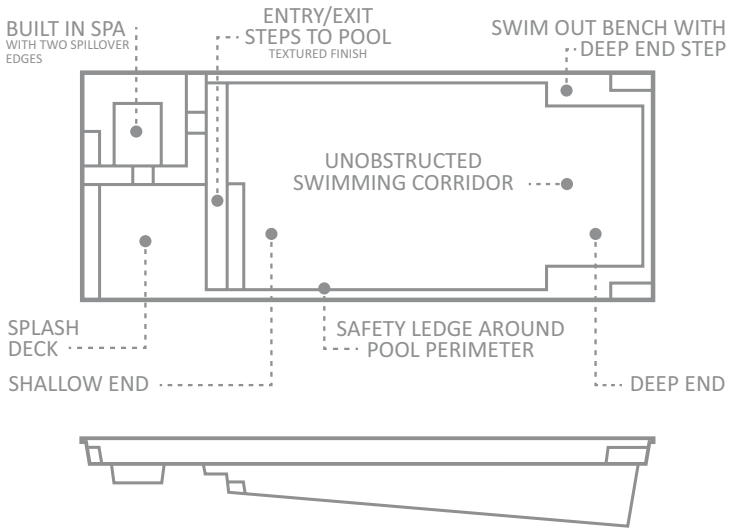 BUILT IN SPA
WITH TWO SPILLOVER
EDGES
ENTRY/EXIT
STEPS TO POOL
TEXTURED FINISH
SWIM OUT BENCH WITH
DEEP END STEP
UNOBSTRUCTED
SWIMMING CORRIDOR
SPLASH
DECK
SAFETY LEDGE AROUND
POOL PERIMETER
SHALLOW END
DEEP END